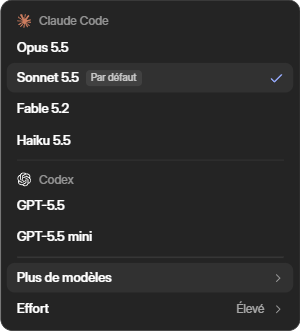 Claude Code
Opus 5.5
Sonnet 5.5 Par défaut
Fable 5.2
Haiku 5.5
Codex
GPT-5.5
GPT-5.5 mini
Plus de modèles
Effort Élevé